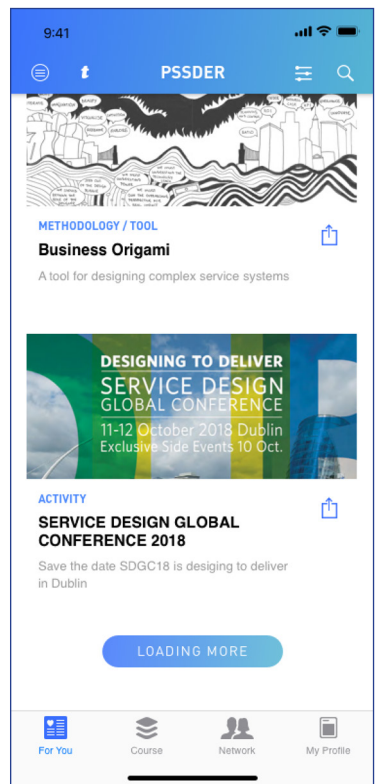 9:41
t PSSDER
METHODOLOGY / TOOL
Business Origami
A tool for designing complex service systems
DESIGNING TO DELIVER
SERVICE DESIGN
GLOBAL CONFERENCE
11-12 October 2018 Dublin
Exclusive Side Events 10 Oct.
ACTIVITY
SERVICE DESIGN GLOBAL
CONFERENCE 2018
Save the date SDGC18 is desiging to deliver
in Dublin
LOADING MORE
For You Course Network My Profile